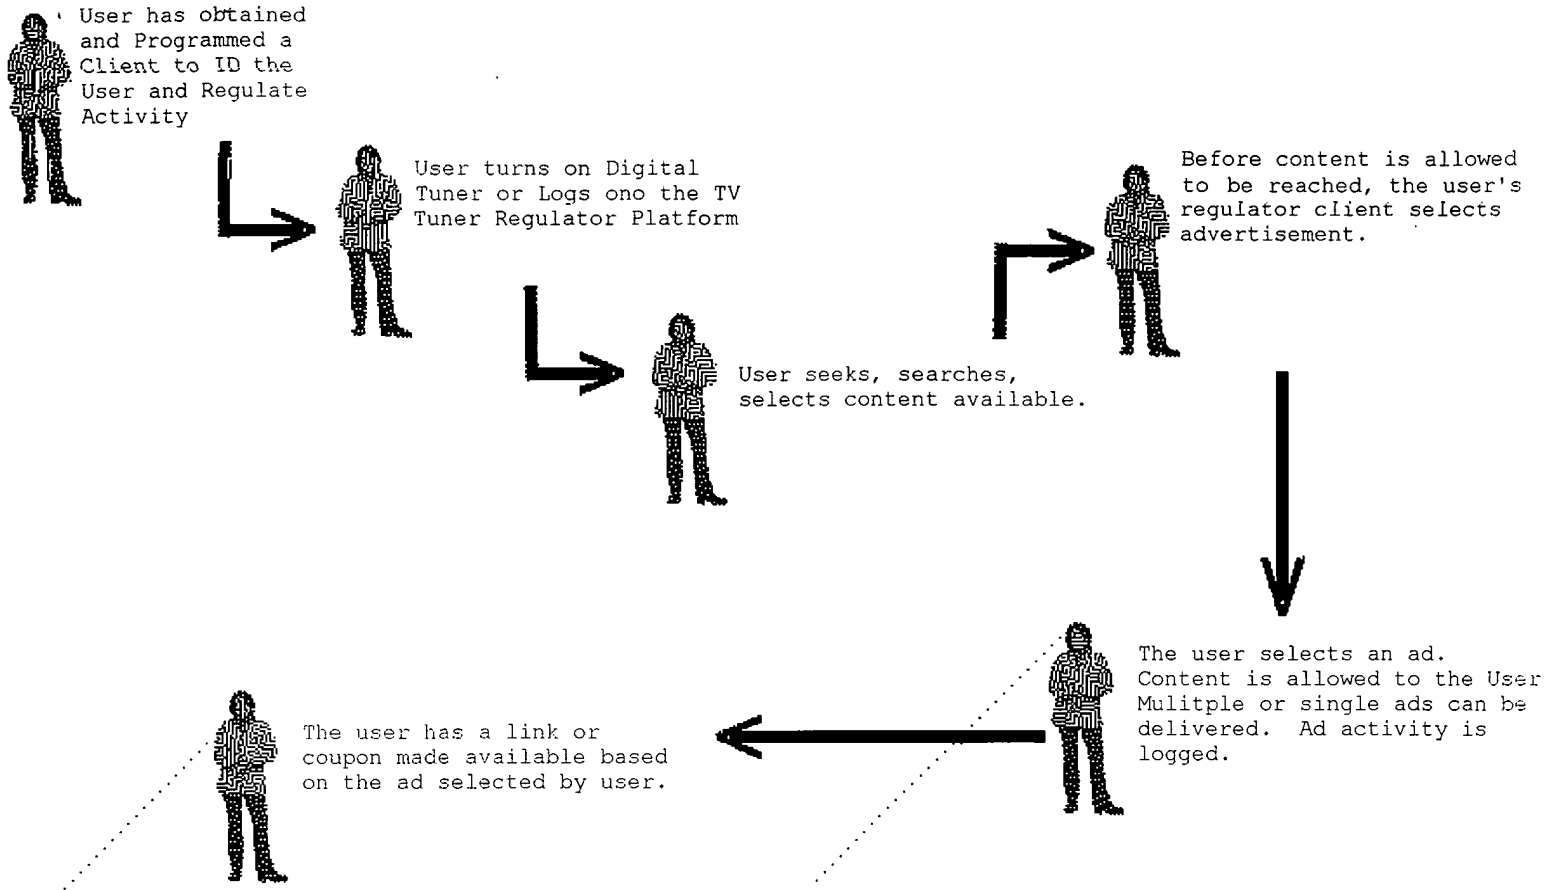 User has obtained
and Programmed a
Client to ID the
User and Regulate
Activity
User turns on Digital
Tuner or Logs ono the TV
Tuner Regulator Platform
User seeks, searches,
selects content available.
Before content is allowed
to be reached, the user's
regulator client selects
advertisement.
The user selects an ad.
Content is allowed to the User
Mulitple or single ads can be
delivered.  Ad activity is
logged.
The user has a link or
coupon made available based
on the ad selected by user.